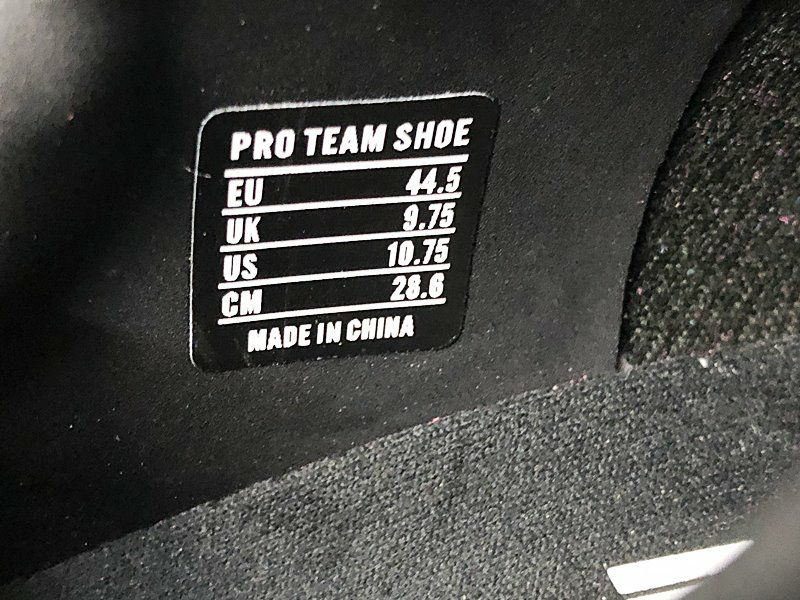 PRO TEAM SHOE
EU 44.5
UK 9.75
US 10.75
CM 28.6
MADE IN CHINA